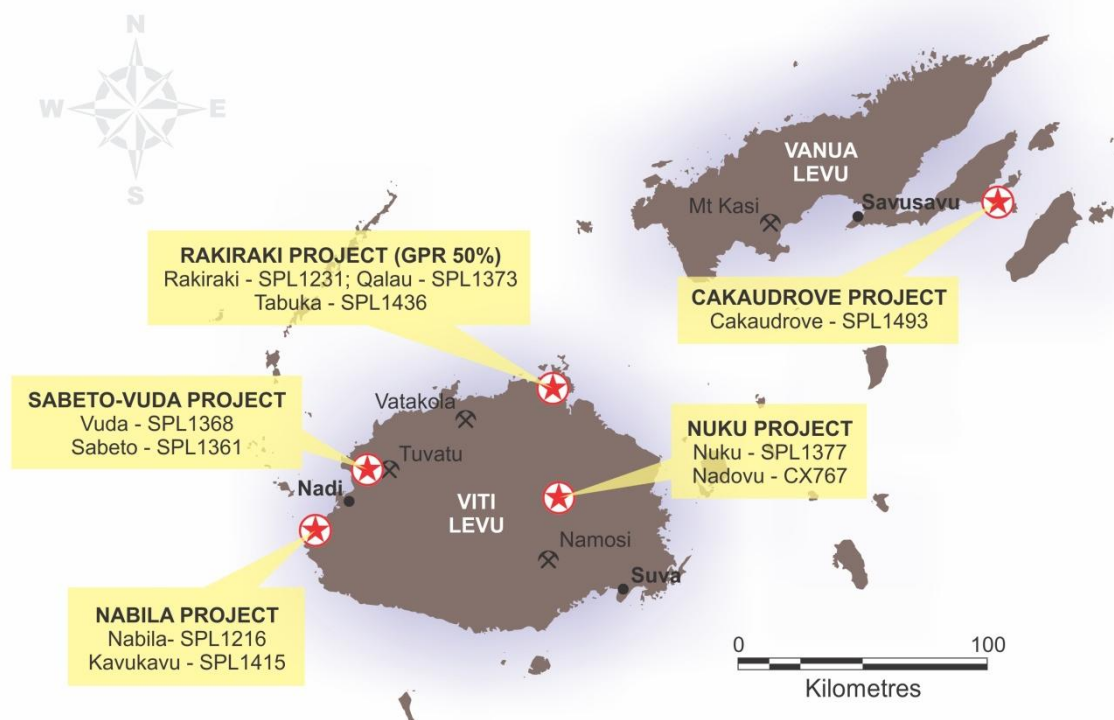 N
W
E
S
VANUA
LEVU
Mt Kasi
Savusavu
RAKIRAKI PROJECT (GPR 50%)
Rakiraki - SPL1231; Qalau - SPL1373
Tabuka - SPL1436
CAKAUDROVE PROJECT
Cakaudrove - SPL1493
SABETO-VUDA PROJECT
Vuda - SPL1368
Sabeto - SPL1361
Vatakola
Tuvatu
Nadi
NUKU PROJECT
Nuku - SPL1377
Nadovu - CX767
VITI
LEVU
Namosi
Suva
NABILA PROJECT
Nabila- SPL1216
Kavukavu - SPL1415
0
100
Kilometres